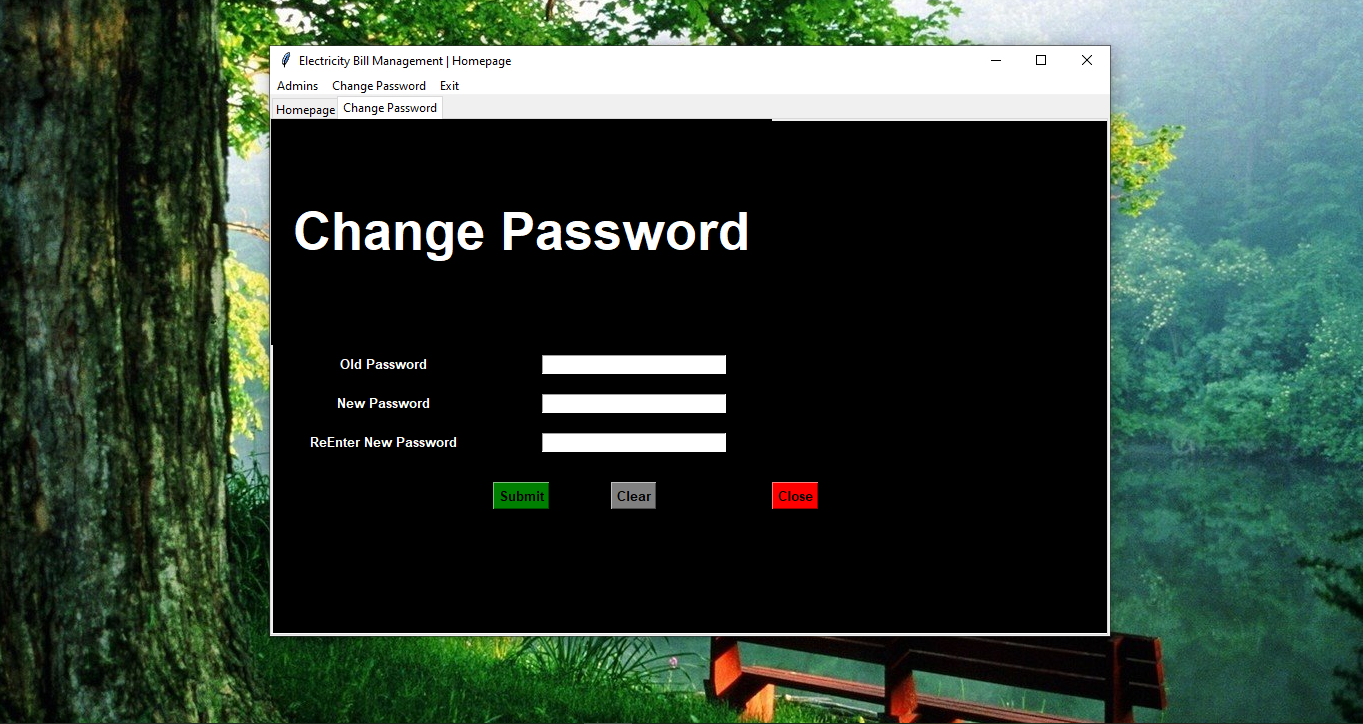 Electricity Bill Management | Homepage
Admins Change Password Exit
Homepage Change Password
Change Password
Old Password
New Password
ReEnter New Password
Submit Clear Close